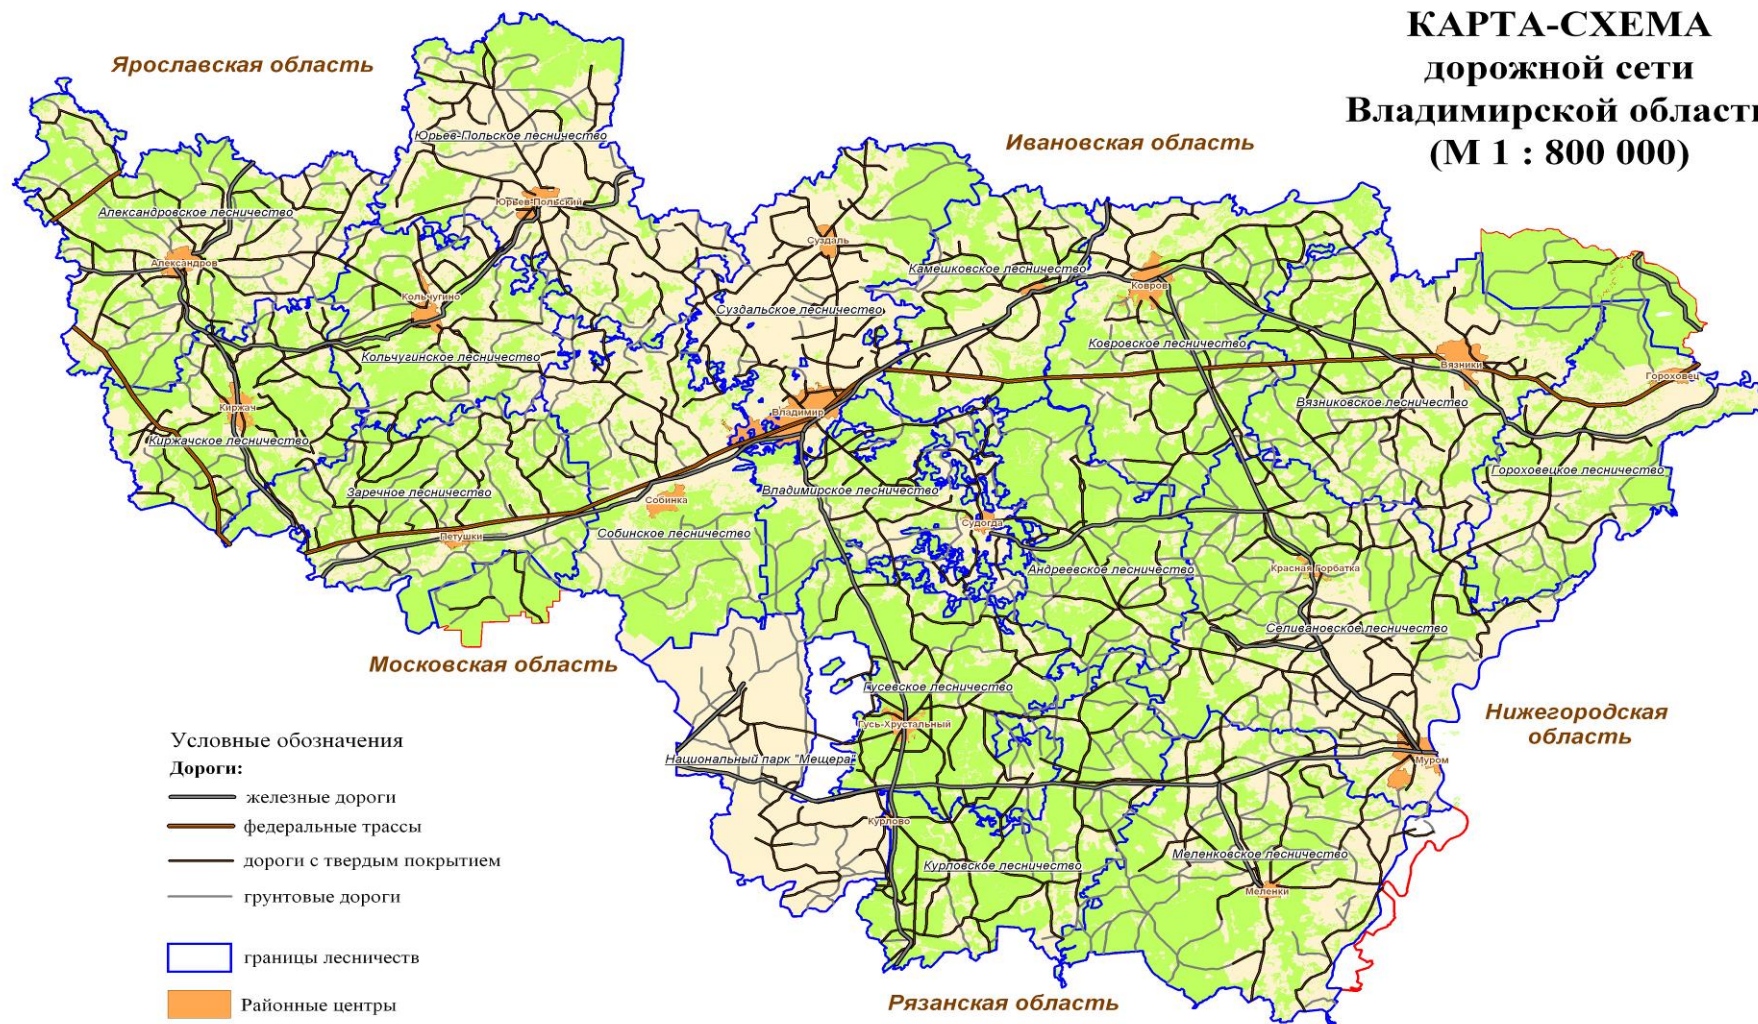 КАРТА-СХЕМА
дорожной сети
Владимирской област
(М 1 : 800 000)
Ярославская область
Ивановская область
Юрьев-Польское лесничество
Юрьев-Польский
Александровское лесничество
Александров
Суздаль
Камешковское лесничество
Ковров
Кольчугино
Суздальское лесничество
Кольчугинское лесничество
Ковровское лесничество
Вязники
Гороховец
Киржач
Владимир
Вязниковское лесничество
Киржачское лесничество
Гороховецкое лесничество
Заречное лесничество
Собинка
Владимирское лесничество
Петушки
Собинское лесничество
Судогда
Андреевское лесничество
Красная Горбатка
Селивановское лесничество
Московская область
Гусевское лесничество
Гусь-Хрустальный
Нижегородская
область
Национальный парк "Мещера"
Муром
Курлово
Курловское лесничество
Меленковское лесничество
Меленки
Рязанская область
Условные обозначения
Дороги:
железные дороги
федеральные трассы
дороги с твердым покрытием
грунтовые дороги
границы лесничеств
Районные центры